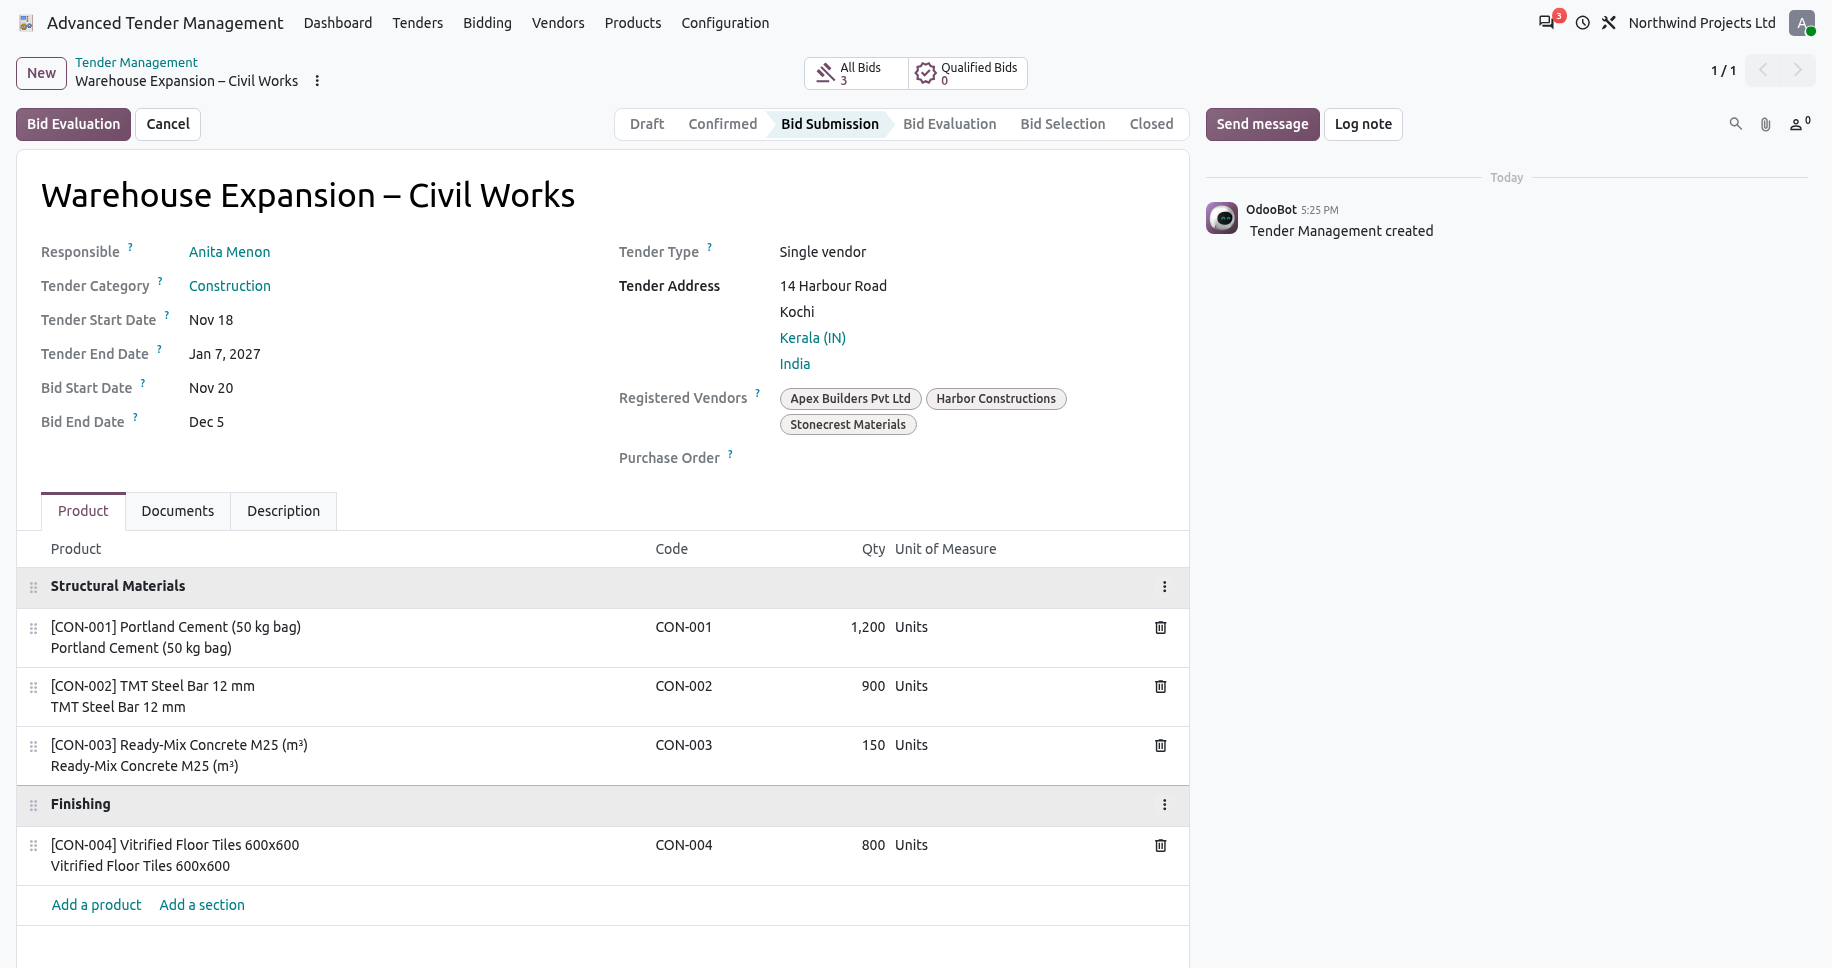 Advanced Tender Management Dashboard Tenders Bidding Vendors Products Configuration 3 Northwind Projects Ltd A
New Tender Management
Warehouse Expansion – Civil Works
All Bids 3 Qualified Bids 0
1 / 1
Bid Evaluation Cancel Draft Confirmed Bid Submission Bid Evaluation Bid Selection Closed Send message Log note 0
Warehouse Expansion – Civil Works
Responsible ? Anita Menon
Tender Category ? Construction
Tender Start Date ? Nov 18
Tender End Date ? Jan 7, 2027
Bid Start Date ? Nov 20
Bid End Date ? Dec 5
Tender Type ? Single vendor
Tender Address 14 Harbour Road
Kochi
Kerala (IN)
India
Registered Vendors ? Apex Builders Pvt Ltd Harbor Constructions
Stonecrest Materials
Purchase Order ?
Product Documents Description
Product Code Qty Unit of Measure
Structural Materials
[CON-001] Portland Cement (50 kg bag) CON-001 1,200 Units
Portland Cement (50 kg bag)
[CON-002] TMT Steel Bar 12 mm CON-002 900 Units
TMT Steel Bar 12 mm
[CON-003] Ready-Mix Concrete M25 (m³) CON-003 150 Units
Ready-Mix Concrete M25 (m³)
Finishing
[CON-004] Vitrified Floor Tiles 600x600 CON-004 800 Units
Vitrified Floor Tiles 600x600
Add a product Add a section
Today
OdooBot 5:25 PM
Tender Management created